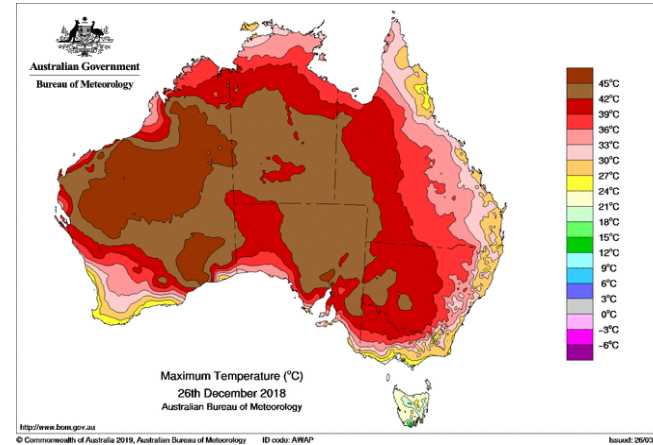 Australian Government
Bureau of Meteorology
45°C
42°C
39°C
36°C
33°C
30°C
27°C
24°C
21°C
18°C
15°C
12°C
9°C
6°C
3°C
0°C
-3°C
-6°C
Maximum Temperature (°C)
26th December 2018
Australian Bureau of Meteorology
http://www.bom.gov.au
© Commonwealth of Australia 2019, Australian Bureau of Meteorology ID code: AWAP Issued: 26/03